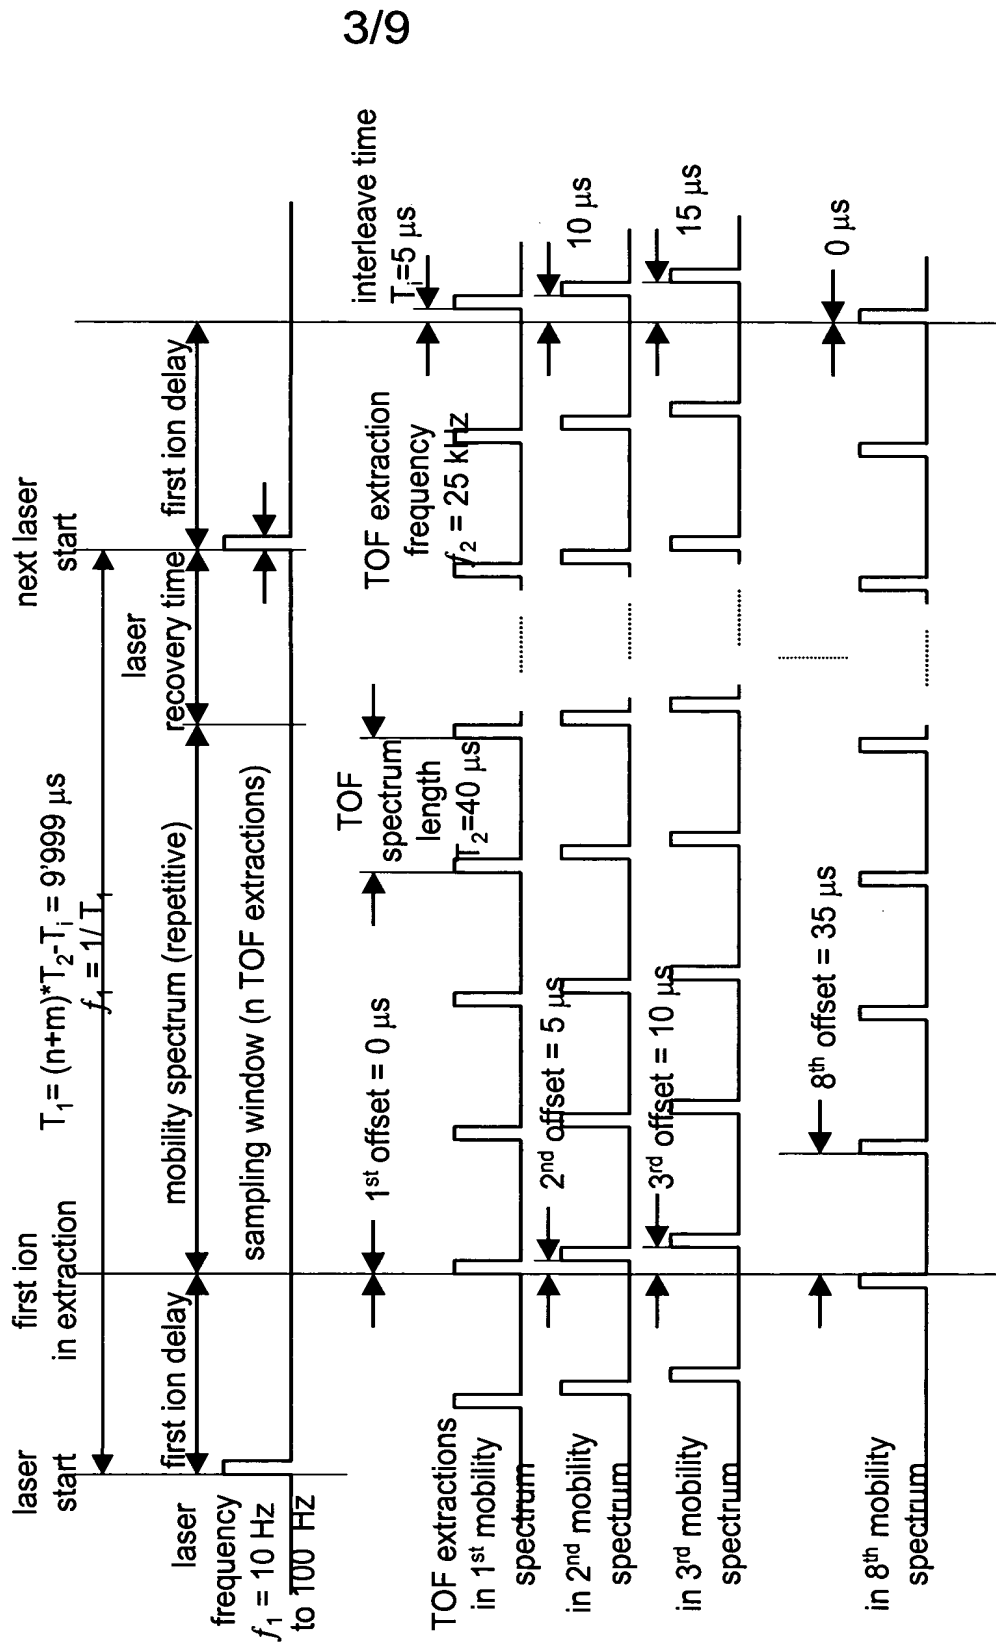 3/9
laser
start
first ion
in extraction
next laser
start
T₁= (n+m)*T₂-Tᵢ = 9'999 µs
f₁ = 1/T₁
first ion delay
mobility spectrum (repetitive)
laser
recovery time
first ion delay
laser
frequency
f₁ = 10 Hz
to 100 Hz
sampling window (n TOF extractions)
interleave time
Tᵢ=5 µs
TOF extractions
in 1st mobility
spectrum
1st offset = 0 µs
TOF
spectrum
length
T₂=40 µs
TOF extraction
frequency
f₂ = 25 kHz
in 2nd mobility
spectrum
2nd offset = 5 µs
10 µs
in 3rd mobility
spectrum
3rd offset = 10 µs
15 µs
in 8th mobility
spectrum
8th offset = 35 µs
0 µs